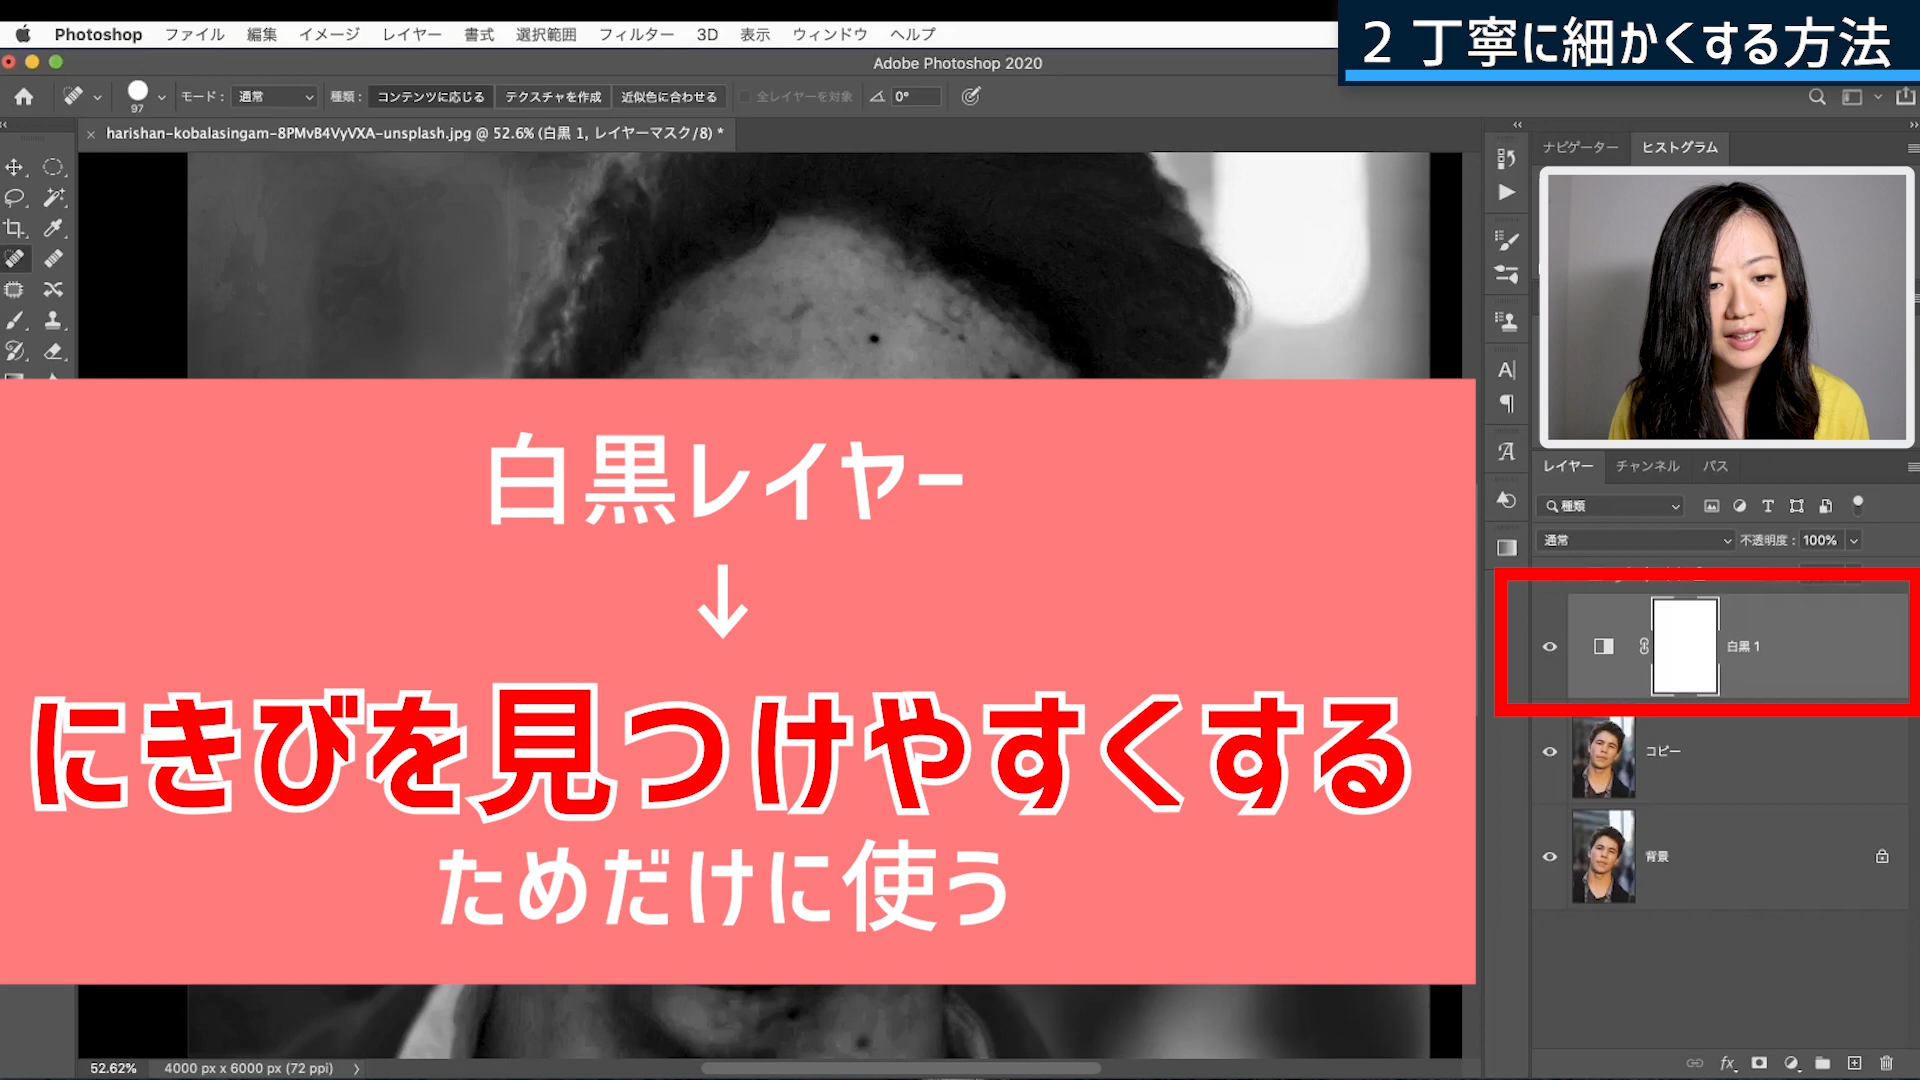 Photoshop ファイル 編集 イメージ レイヤー 書式 選択範囲 フィルター 3D 表示 ウィンドウ ヘルプ
2 丁寧に細かくする方法
Adobe Photoshop 2020
97
モード： 通常 種類： コンテンツに応じる テクスチャを作成 近似色に合わせる 全レイヤーを対象 0°
× harishan-kobalasingam-8PMvB4VyVXA-unsplash.jpg @ 52.6% (白黒 1, レイヤーマスク/8) *
ナビゲーター ヒストグラム
白黒レイヤー
↓
にきびを見つけやすくする
ためだけに使う
レイヤー チャンネル パス
種類
通常 不透明度： 100%
白黒 1
コピー
背景
52.62% 4000 px x 6000 px (72 ppi)
fx